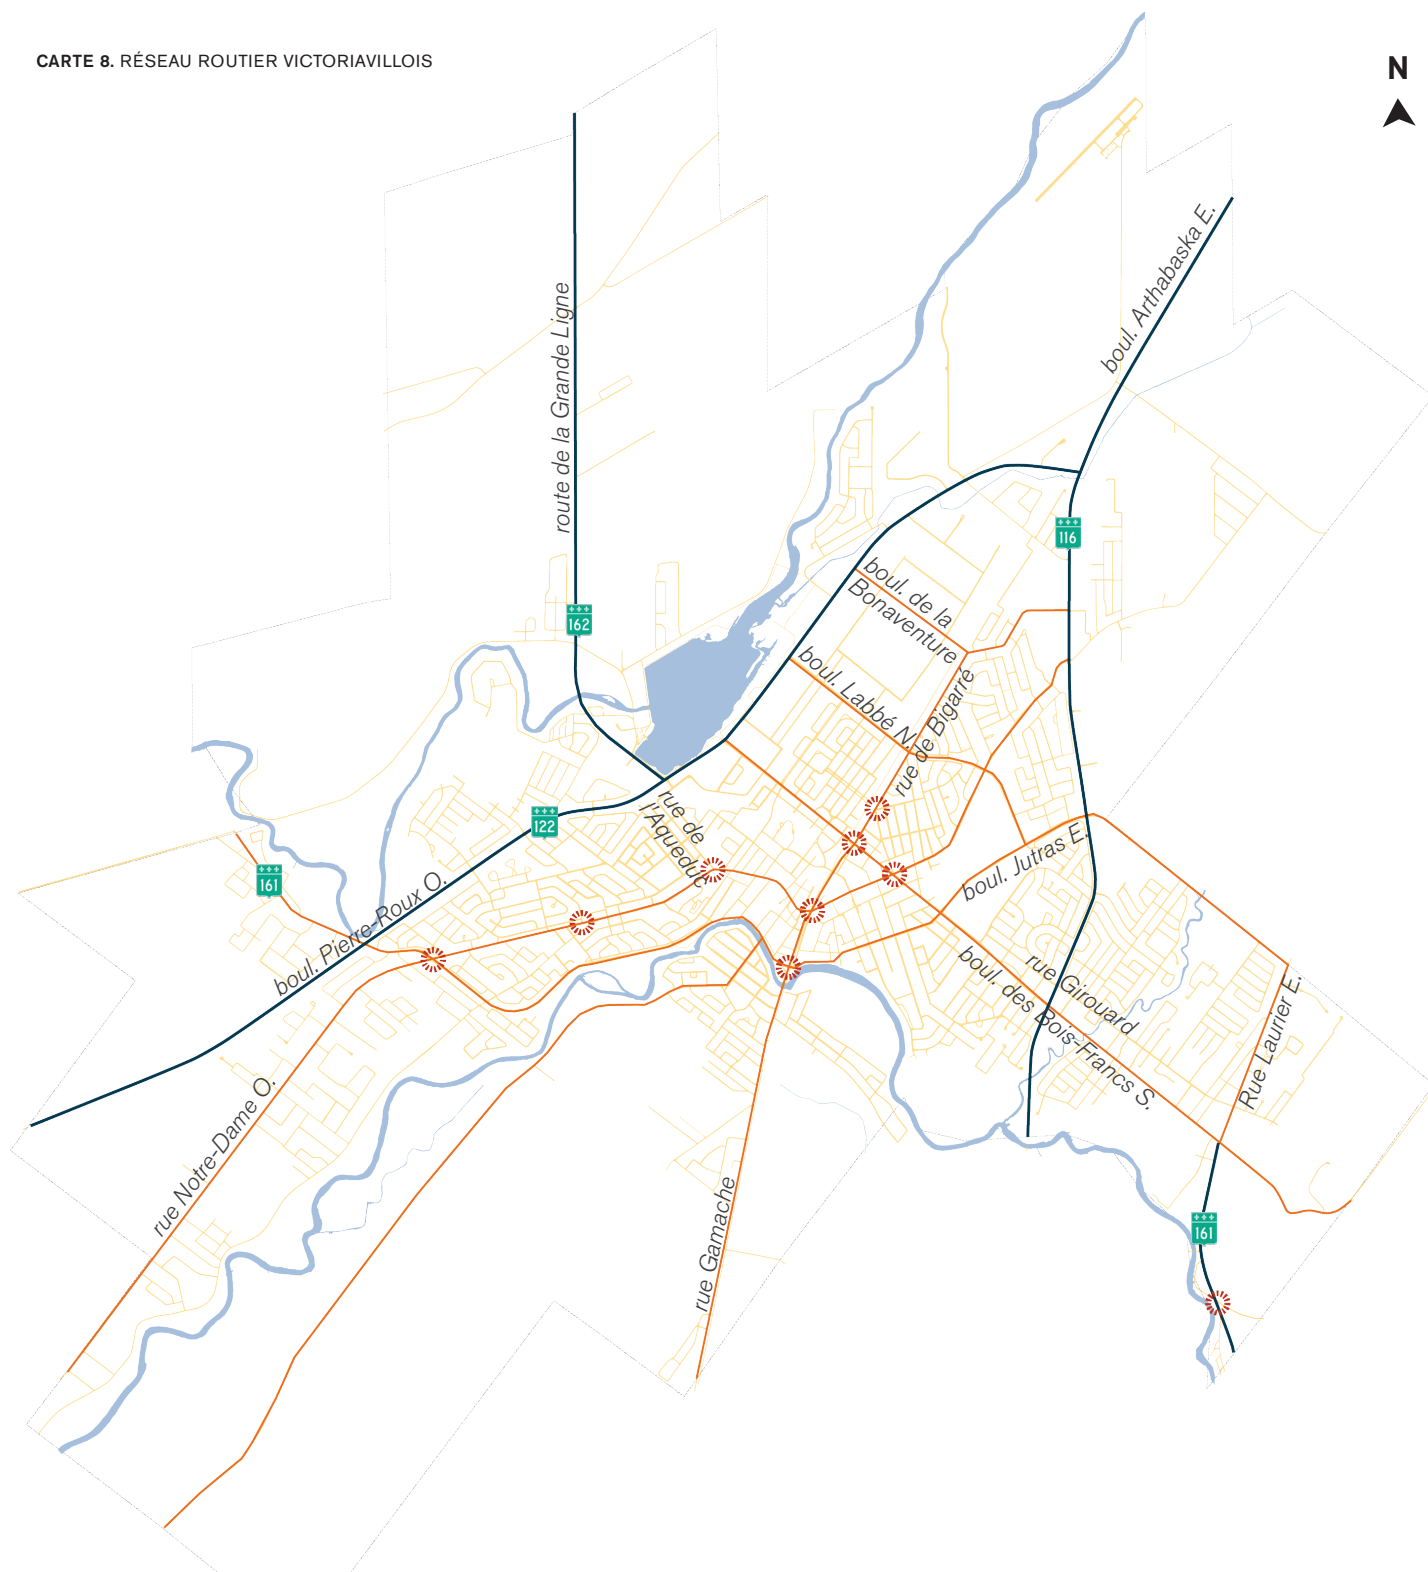 CARTE 8. RÉSEAU ROUTIER VICTORIAVILLOIS
N
boul. Arthabaska E.
route de la Grande Ligne
116
boul. de la
Bonaventure
162
boul. Labbé N.
rue de Bigarré
rue de
l'Aqueduc
122
boul. Jutras E.
161
boul. Pierre-Roux O.
rue Girouard
boul. des Bois-Francs S.
Rue Laurier E.
rue Notre-Dame O.
rue Gamache
161